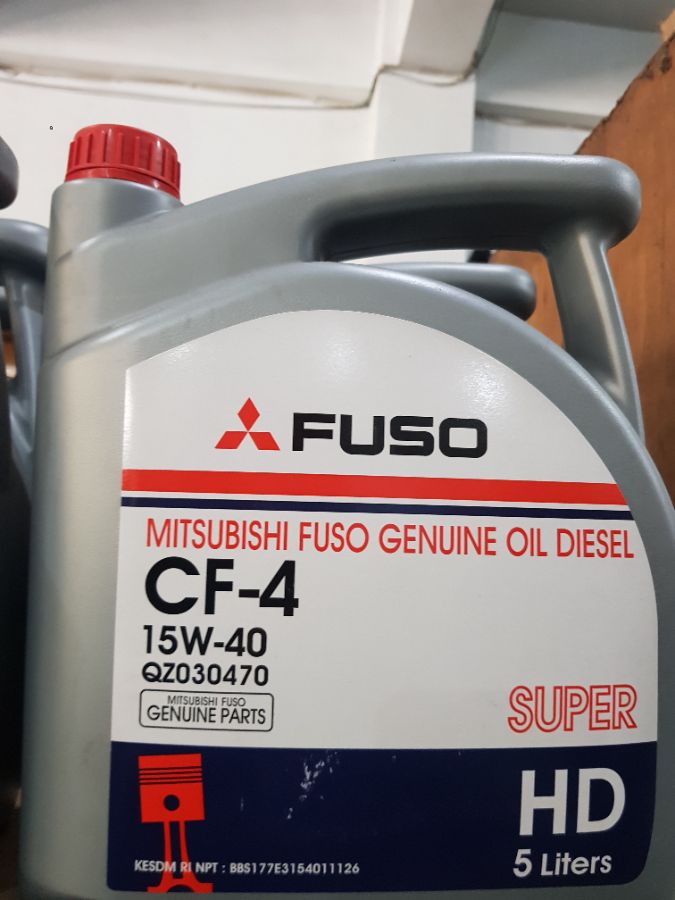 FUSO
MITSUBISHI FUSO GENUINE OIL DIESEL
CF-4
15W-40
QZ030470
MITSUBISHI FUSO
GENUINE PARTS
SUPER
HD
5 Liters
KESDM RI NPT : BBS177E3154011126